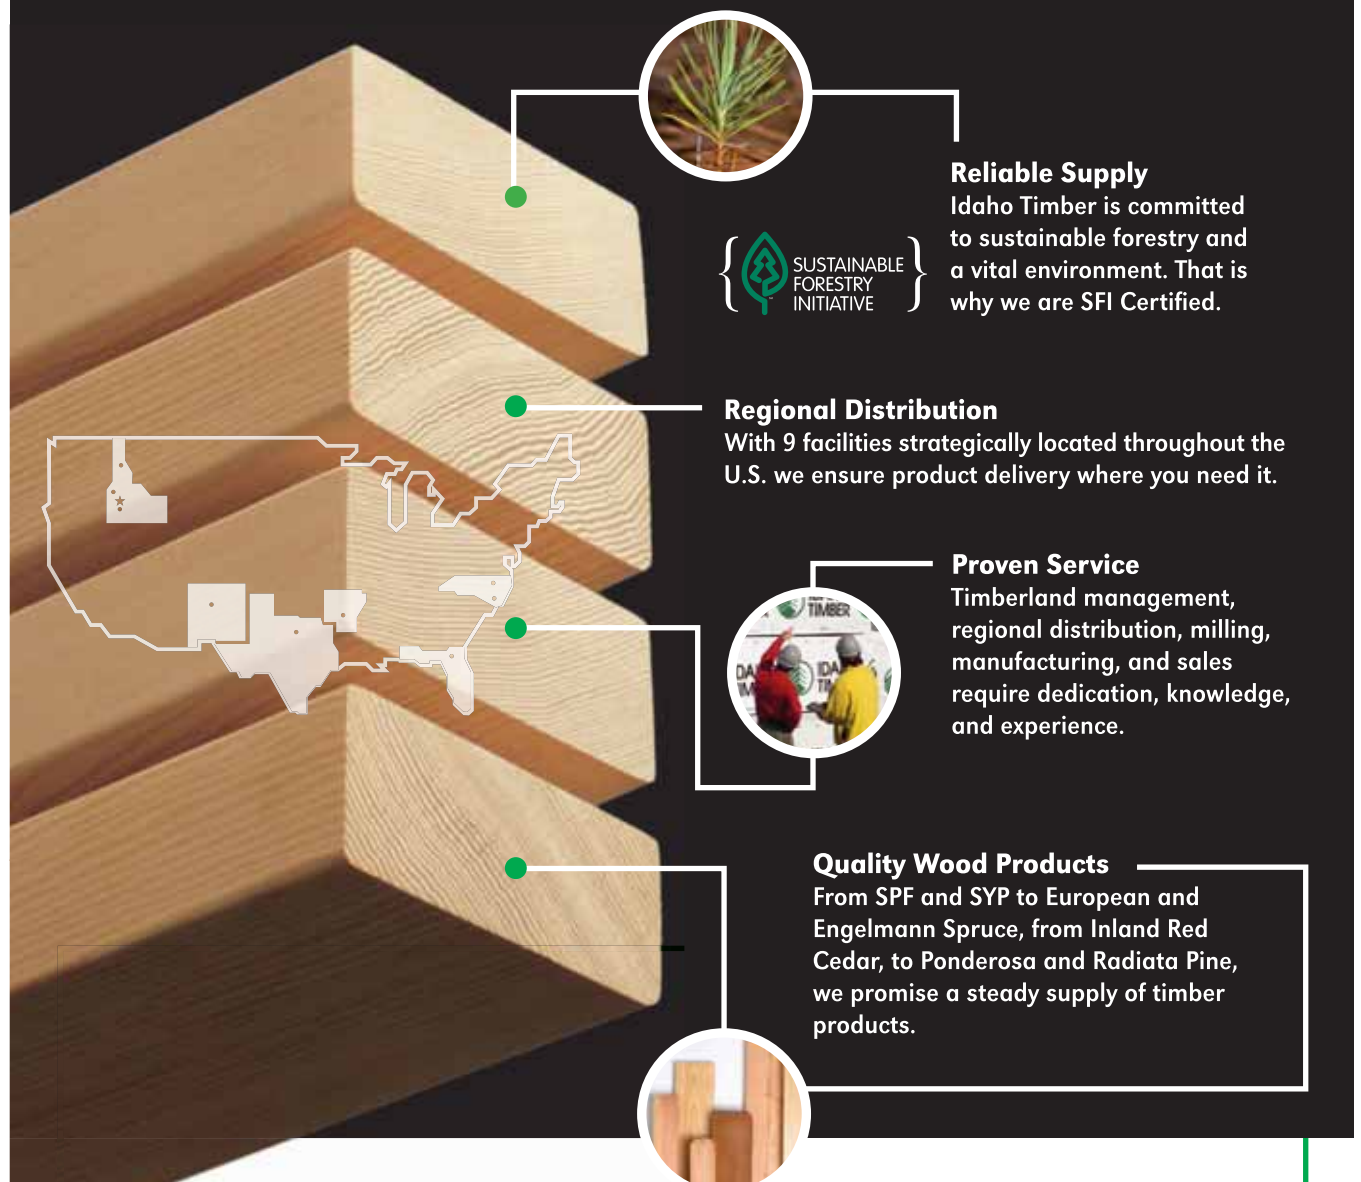 Reliable Supply
Idaho Timber is committed
to sustainable forestry and
a vital environment. That is
why we are SFI Certified.
SUSTAINABLE
FORESTRY
INITIATIVE
Regional Distribution
With 9 facilities strategically located throughout the
U.S. we ensure product delivery where you need it.
Proven Service
Timberland management,
regional distribution, milling,
manufacturing, and sales
require dedication, knowledge,
and experience.
TIMBER
Quality Wood Products
From SPF and SYP to European and
Engelmann Spruce, from Inland Red
Cedar, to Ponderosa and Radiata Pine,
we promise a steady supply of timber
products.